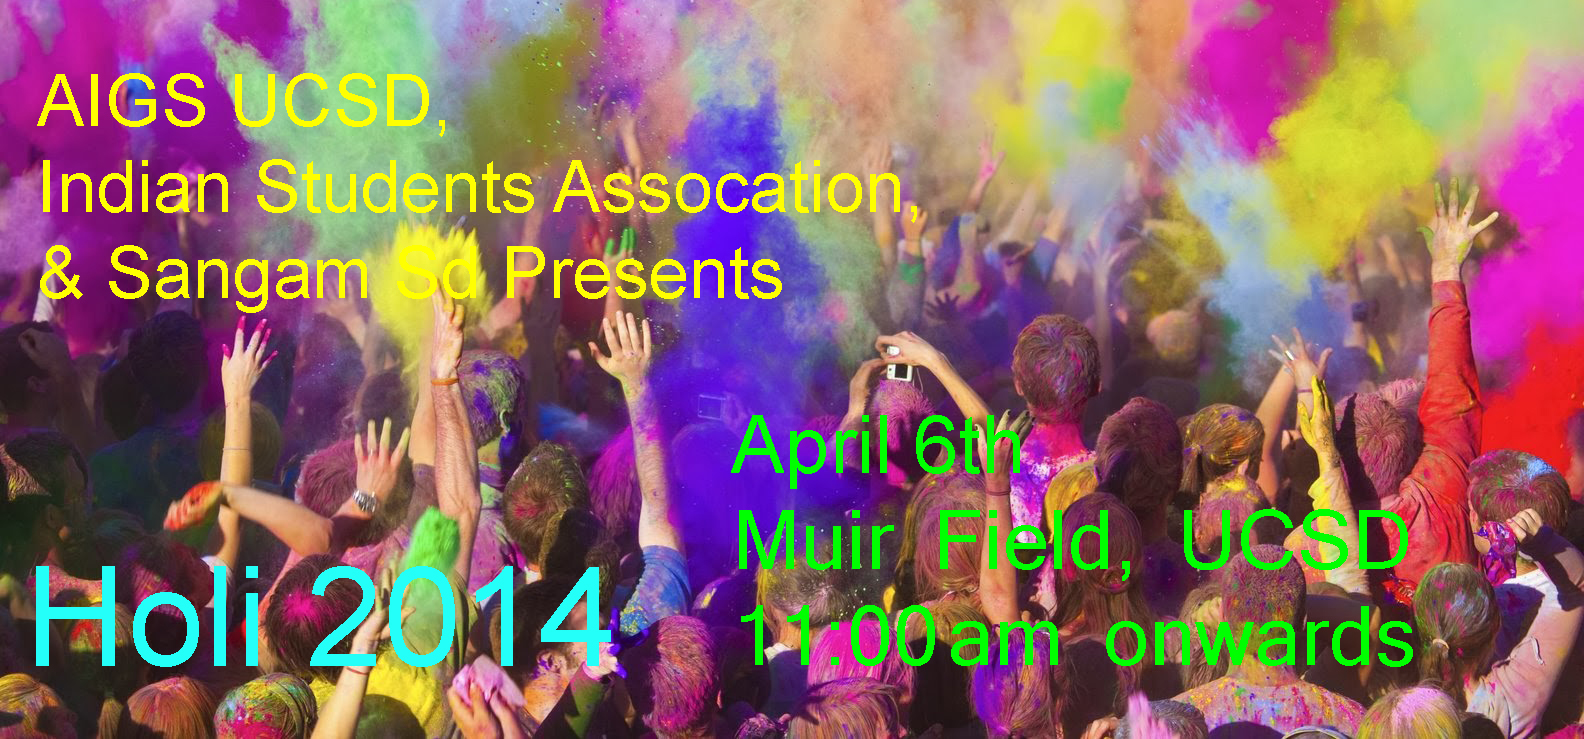 AIGS UCSD,
Indian Students Assocation,
& Sangam Sd Presents
April 6th
Muir Field, UCSD
11:00am onwards
Holi 2014